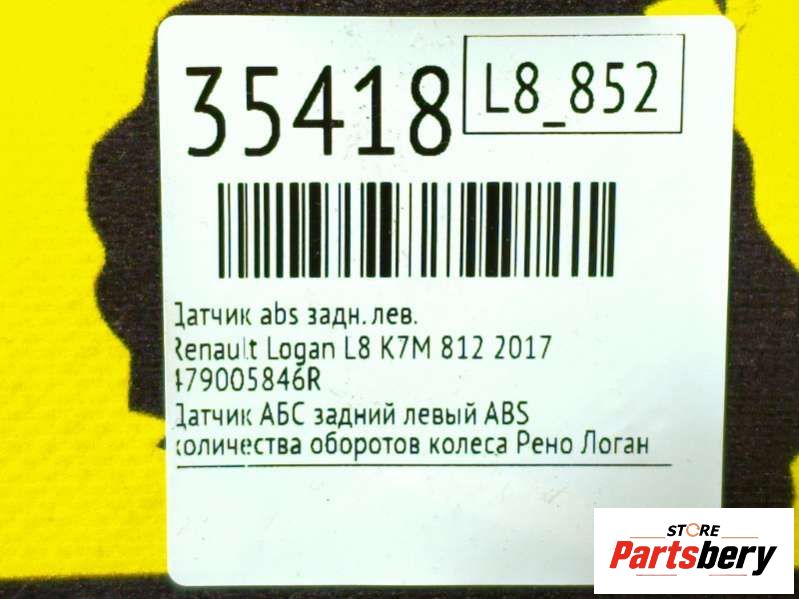 35418
L8_852
Датчик abs задн. лев.
Renault Logan L8 K7M 812 2017
479005846R
Датчик АБС задний левый ABS
количества оборотов колеса Рено Логан
STORE
Partsbery